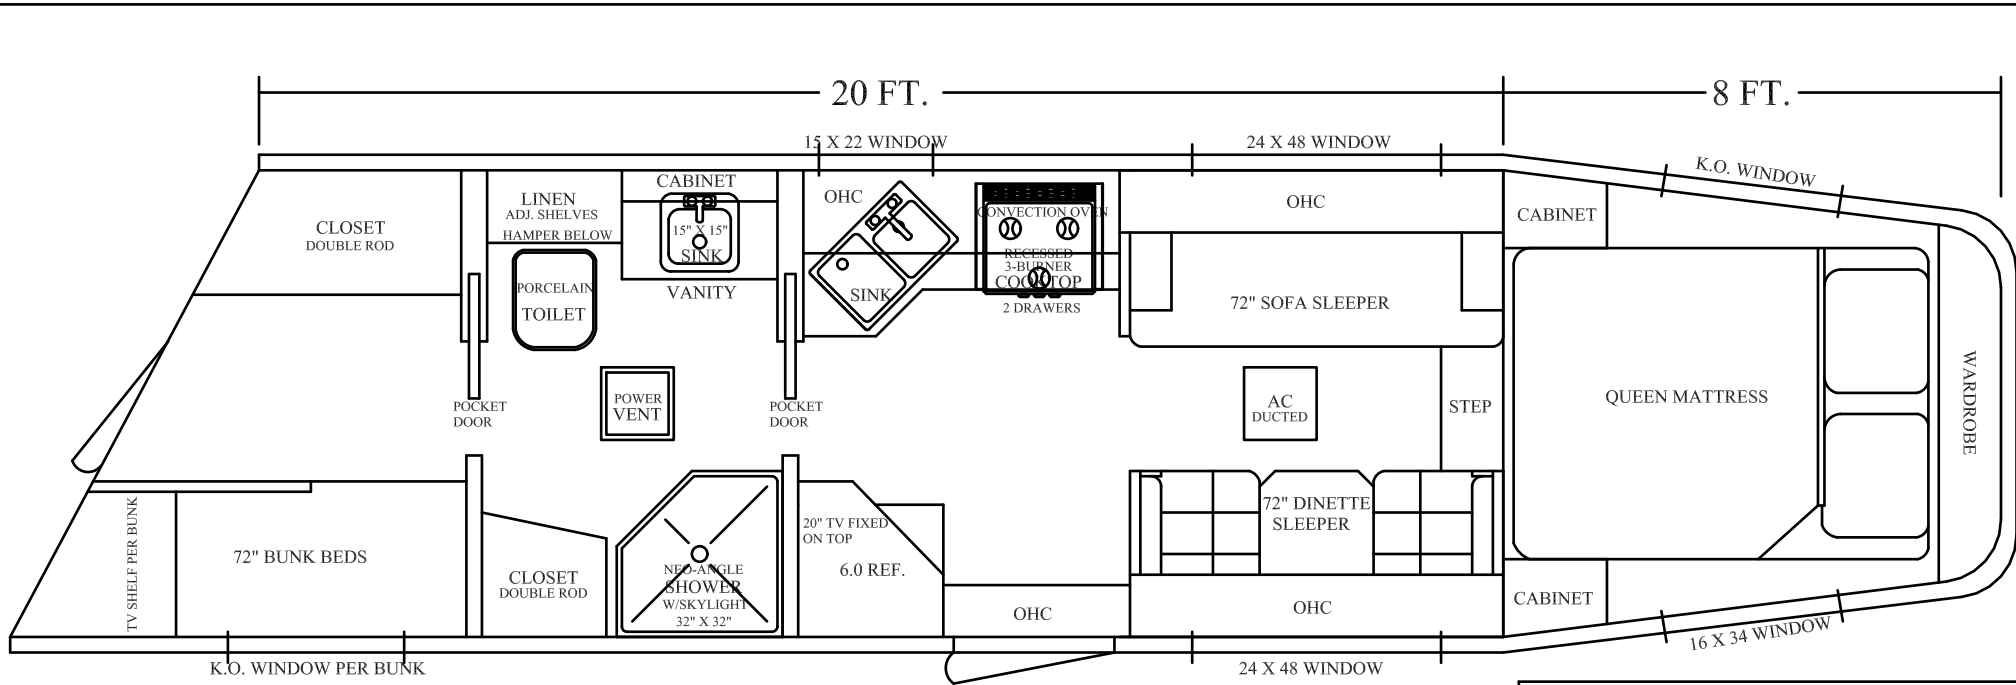 20 FT.
8 FT.
15 X 22 WINDOW
24 X 48 WINDOW
K.O. WINDOW
CLOSET
DOUBLE ROD
LINEN
ADJ. SHELVES
HAMPER BELOW
CABINET
15" X 15"
SINK
VANITY
PORCELAIN
TOILET
OHC
SINK
CONVECTION OVEN
RECESSED
3-BURNER
COOKTOP
2 DRAWERS
OHC
72" SOFA SLEEPER
CABINET
POCKET
DOOR
POWER
VENT
POCKET
DOOR
AC
DUCTED
STEP
QUEEN MATTRESS
WARDROBE
TV SHELF PER BUNK
72" BUNK BEDS
CLOSET
DOUBLE ROD
NEO-ANGLE
SHOWER
W/SKYLIGHT
32" X 32"
20" TV FIXED
ON TOP
6.0 REF.
OHC
72" DINETTE
SLEEPER
OHC
CABINET
K.O. WINDOW PER BUNK
24 X 48 WINDOW
16 X 34 WINDOW